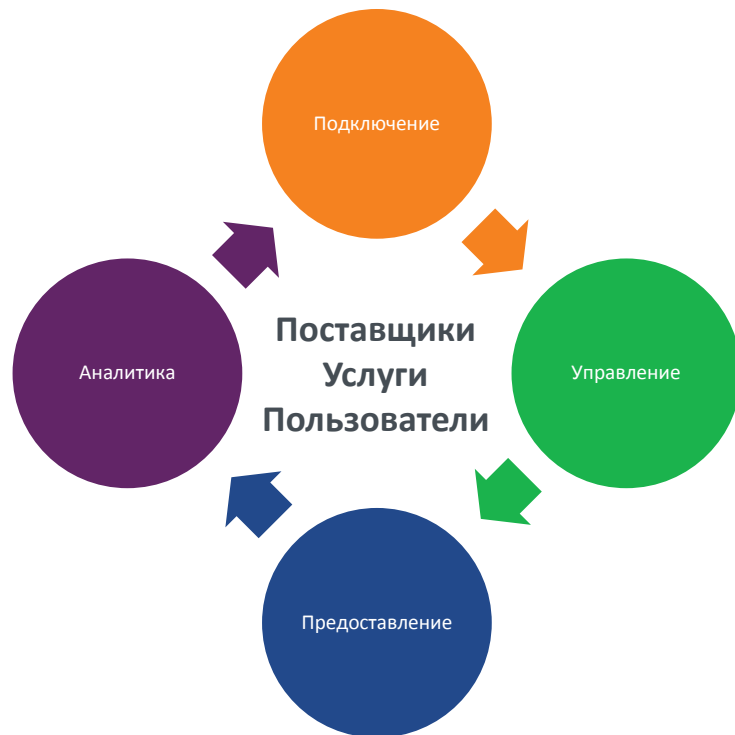 Подключение
Поставщики
Услуги
Пользователи
Аналитика
Управление
Предоставление